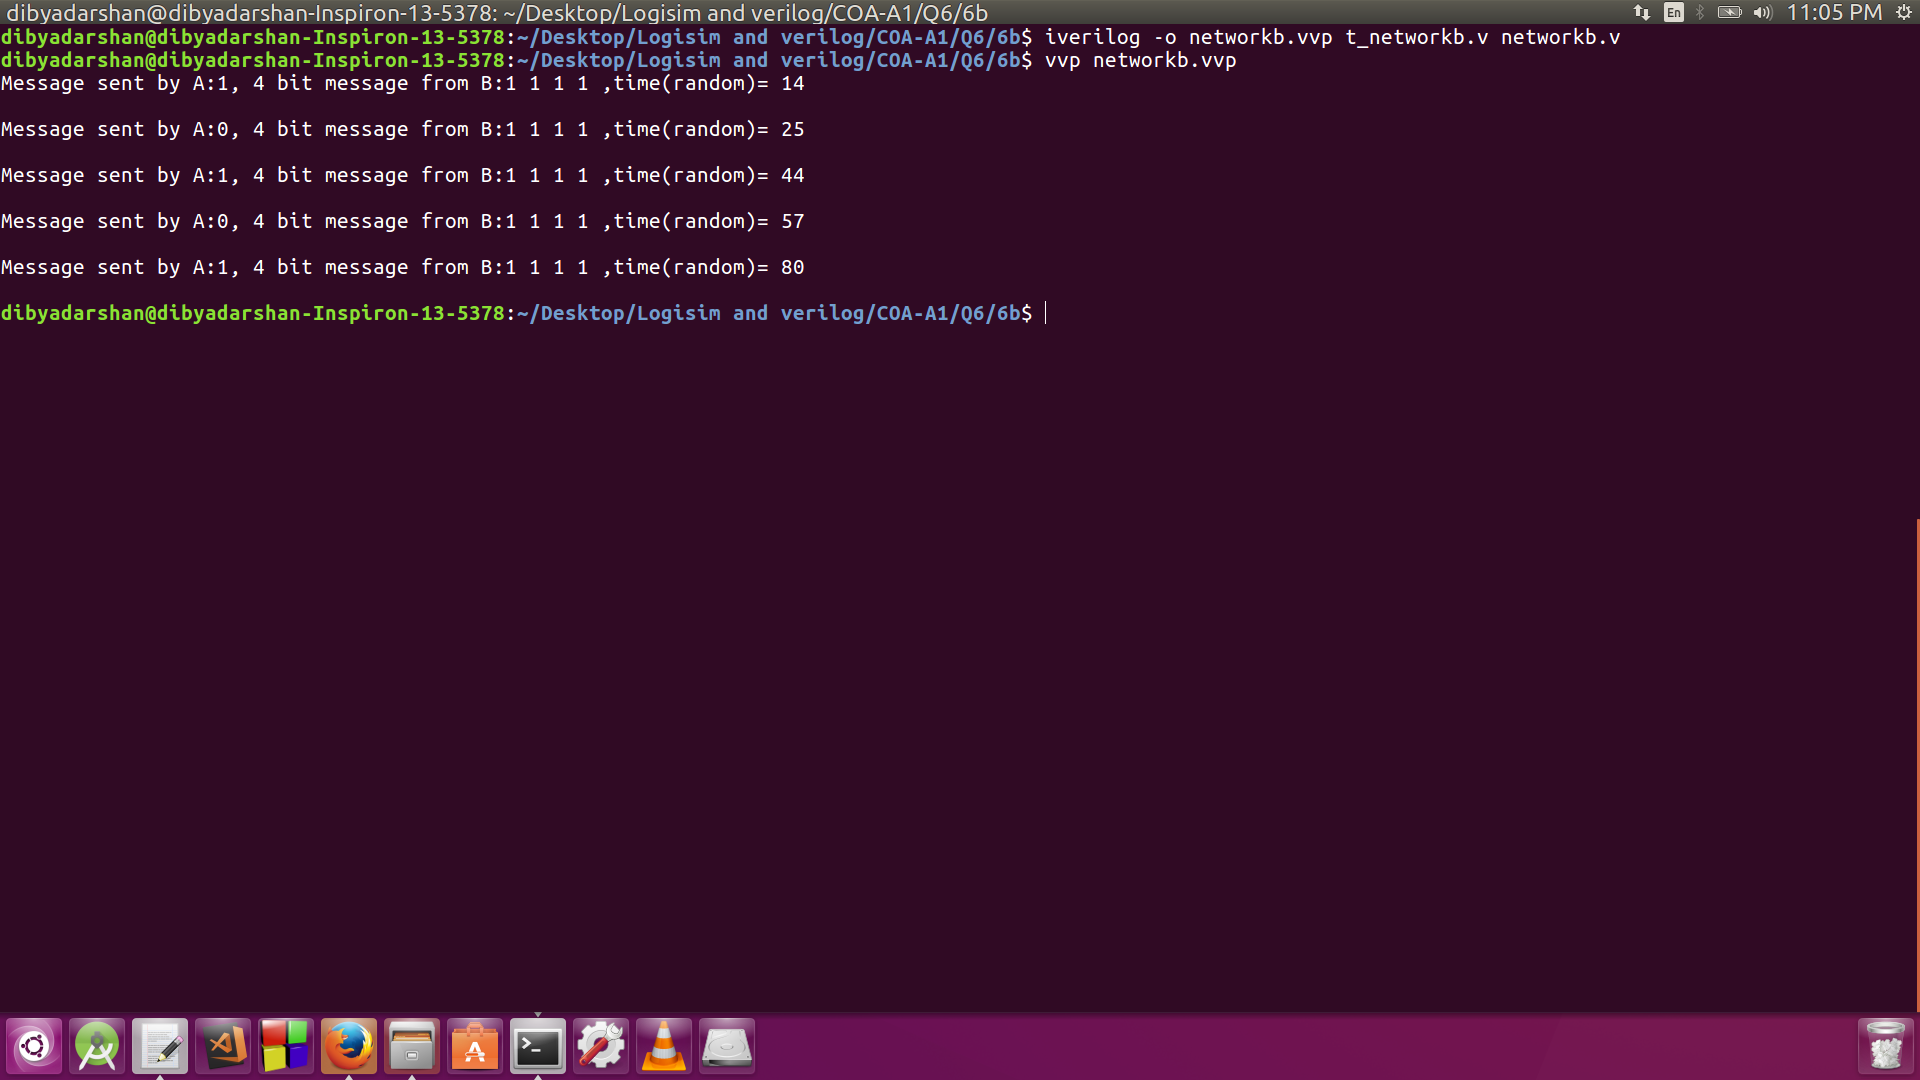 dibyadarshan@dibyadarshan-Inspiron-13-5378: ~/Desktop/Logisim and verilog/COA-A1/Q6/6b
En
11:05 PM
dibyadarshan@dibyadarshan-Inspiron-13-5378:~/Desktop/Logisim and verilog/COA-A1/Q6/6b$ iverilog -o networkb.vvp t_networkb.v networkb.v
dibyadarshan@dibyadarshan-Inspiron-13-5378:~/Desktop/Logisim and verilog/COA-A1/Q6/6b$ vvp networkb.vvp
Message sent by A:1, 4 bit message from B:1 1 1 1 ,time(random)= 14
Message sent by A:0, 4 bit message from B:1 1 1 1 ,time(random)= 25
Message sent by A:1, 4 bit message from B:1 1 1 1 ,time(random)= 44
Message sent by A:0, 4 bit message from B:1 1 1 1 ,time(random)= 57
Message sent by A:1, 4 bit message from B:1 1 1 1 ,time(random)= 80
dibyadarshan@dibyadarshan-Inspiron-13-5378:~/Desktop/Logisim and verilog/COA-A1/Q6/6b$